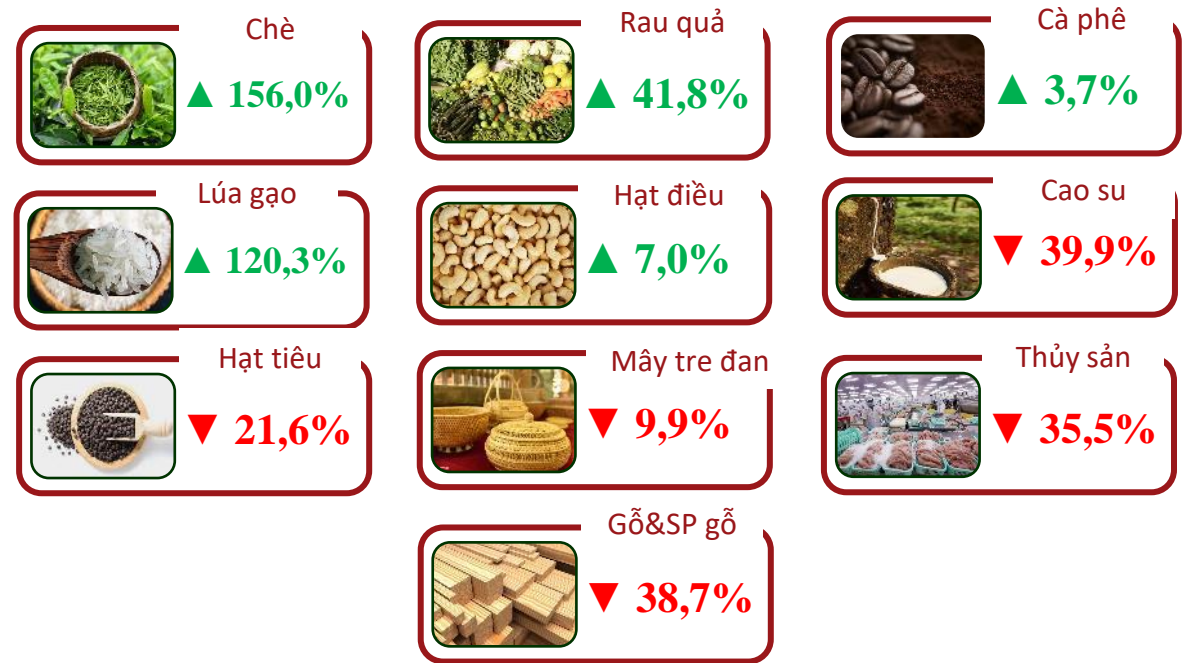 Chè
▲ 156,0%
Rau quả
▲ 41,8%
Cà phê
▲ 3,7%
Lúa gạo
▲ 120,3%
Hạt điều
▲ 7,0%
Cao su
▼ 39,9%
Hạt tiêu
▼ 21,6%
Mây tre đan
▼ 9,9%
Thủy sản
▼ 35,5%
Gỗ&SP gỗ
▼ 38,7%